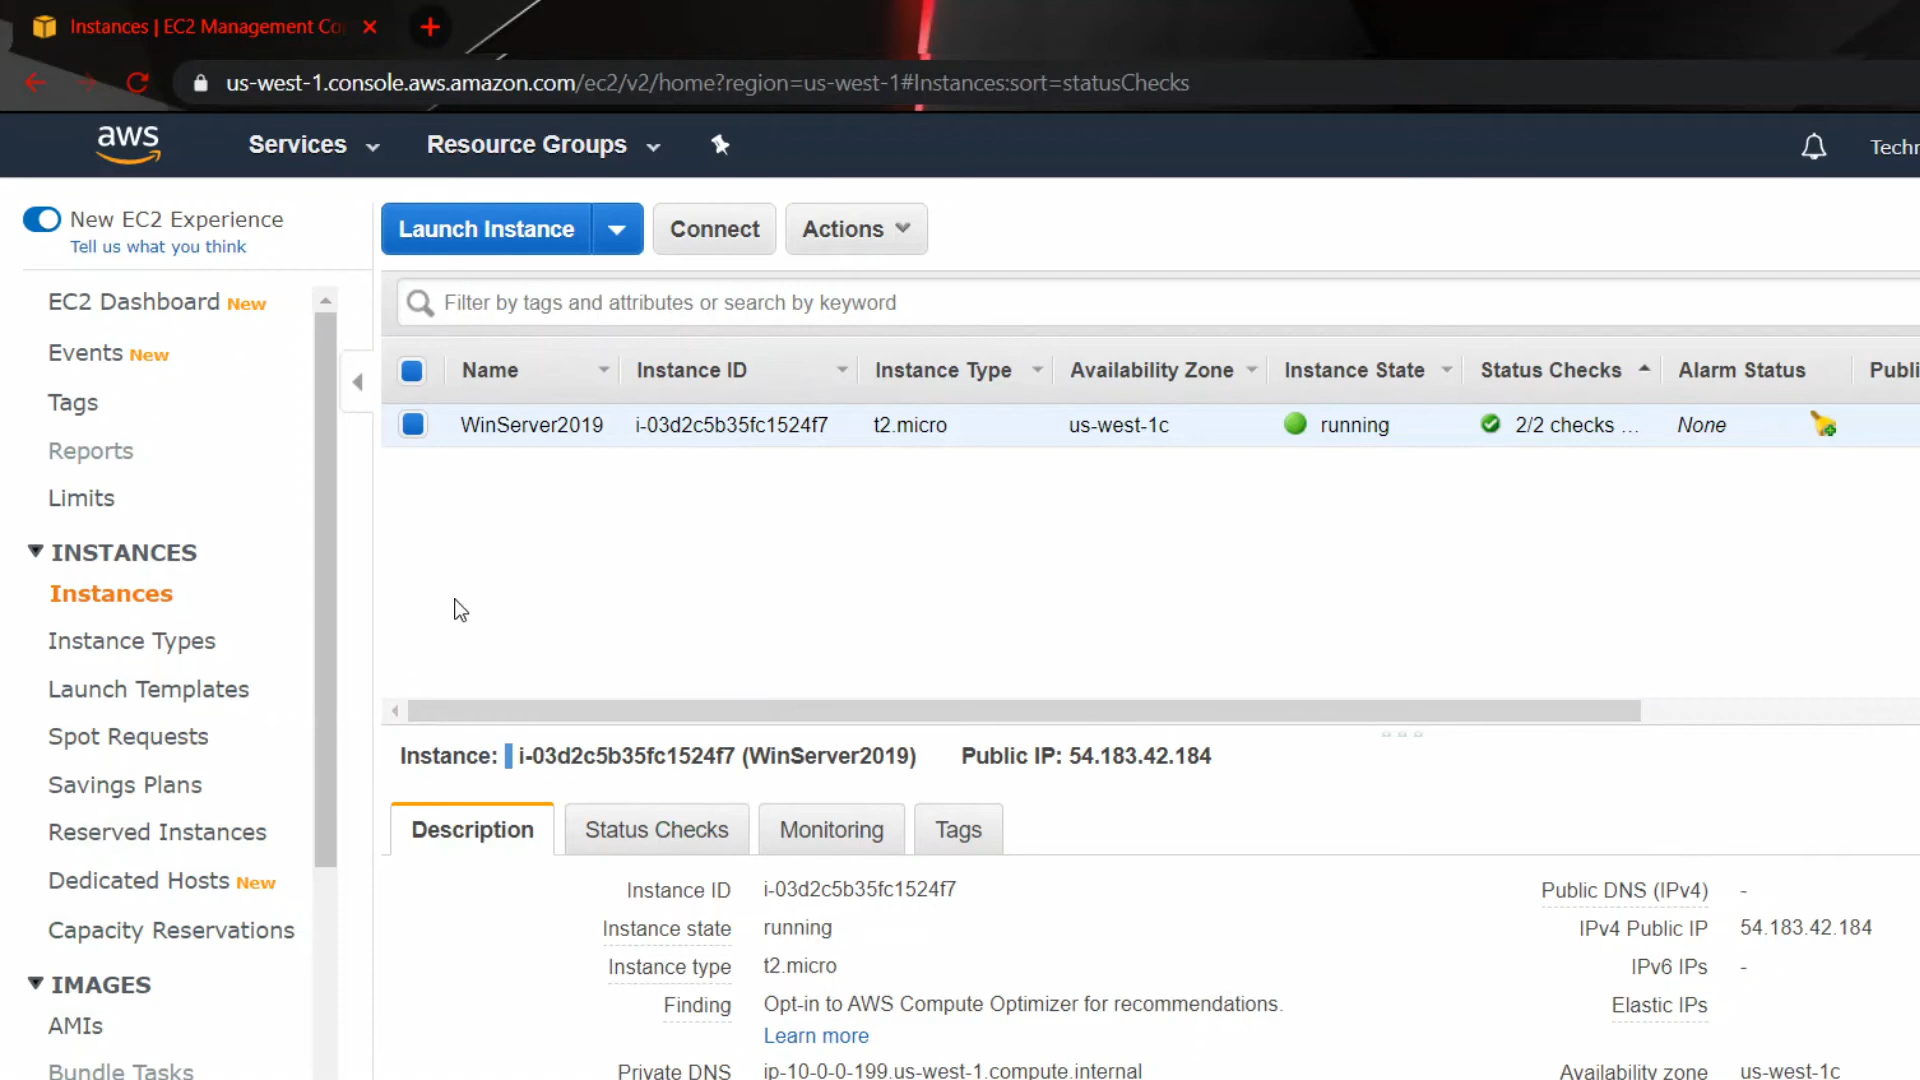 Instances | EC2 Management Co
us-west-1.console.aws.amazon.com/ec2/v2/home?region=us-west-1#Instances:sort=statusChecks
aws Services Resource Groups Techn
New EC2 Experience
Tell us what you think
EC2 Dashboard New
Events New
Tags
Reports
Limits
INSTANCES
Instances
Instance Types
Launch Templates
Spot Requests
Savings Plans
Reserved Instances
Dedicated Hosts New
Capacity Reservations
IMAGES
AMIs
Bundle Tasks
Launch Instance Connect Actions
Filter by tags and attributes or search by keyword
Name Instance ID Instance Type Availability Zone Instance State Status Checks Alarm Status Publi
WinServer2019 i-03d2c5b35fc1524f7 t2.micro us-west-1c running 2/2 checks ... None
Instance: i-03d2c5b35fc1524f7 (WinServer2019) Public IP: 54.183.42.184
Description Status Checks Monitoring Tags
Instance ID i-03d2c5b35fc1524f7 Public DNS (IPv4) -
Instance state running IPv4 Public IP 54.183.42.184
Instance type t2.micro IPv6 IPs -
Finding Opt-in to AWS Compute Optimizer for recommendations. Elastic IPs
Learn more
Private DNS ip-10-0-0-199.us-west-1.compute.internal Availability zone us-west-1c